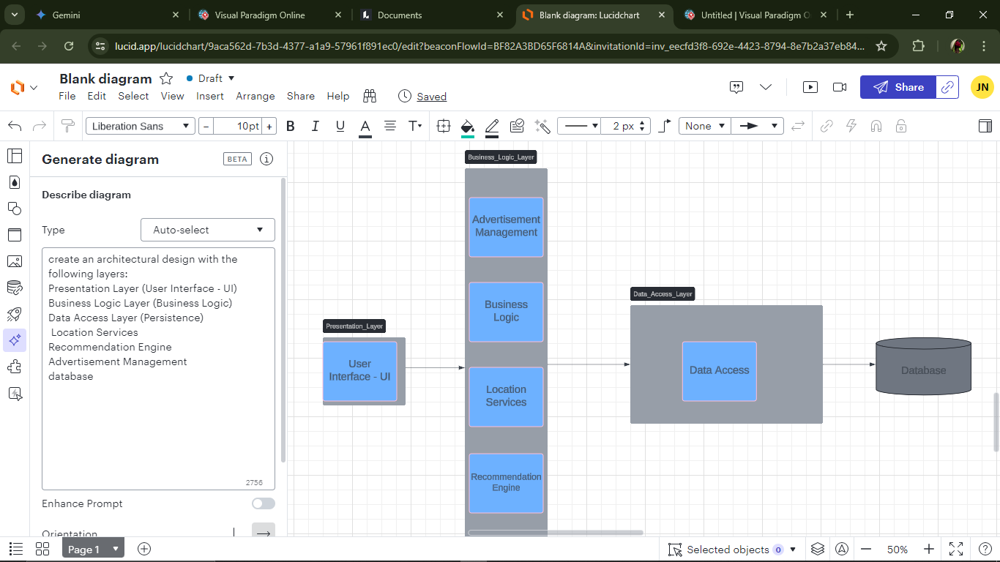 Gemini
Visual Paradigm Online
Documents
Blank diagram: Lucidchart
Untitled | Visual Paradigm O
lucid.app/lucidchart/9aca562d-7b3d-4377-a1a9-57961f891ec0/edit?beaconFlowId=BF82A3BD65F6814A&invitationId=inv_eecfd3f8-692e-4423-8794-8e7b2a37eb84...
Blank diagram
Draft
File Edit Select View Insert Arrange Share Help
Saved
Share
JN
Liberation Sans
− 10pt +
B I U A T
2 px
None
Generate diagram
BETA
Describe diagram
Type
Auto-select
create an architectural design with the
following layers:
Presentation Layer (User Interface - UI)
Business Logic Layer (Business Logic)
Data Access Layer (Persistence)
Location Services
Recommendation Engine
Advertisement Management
database
2756
Enhance Prompt
Orientation
Presentation_Layer
User
Interface - UI
Business_Logic_Layer
Advertisement
Management
Business
Logic
Location
Services
Recommendation
Engine
Data_Access_Layer
Data Access
Database
Page 1
Selected objects 0
50%